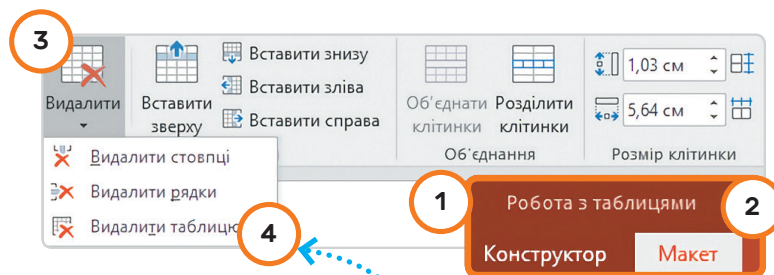 3
Видалити
Вставити
зверху
Вставити знизу
Вставити зліва
Вставити справа
Об'єднати
клітинки
Розділити
клітинки
Об'єднання
1,03 см
5,64 см
Розмір клітинки
Видалити стовпці
Видалити рядки
Видалити таблицю
4
1
Робота з таблицями
2
Конструктор
Макет